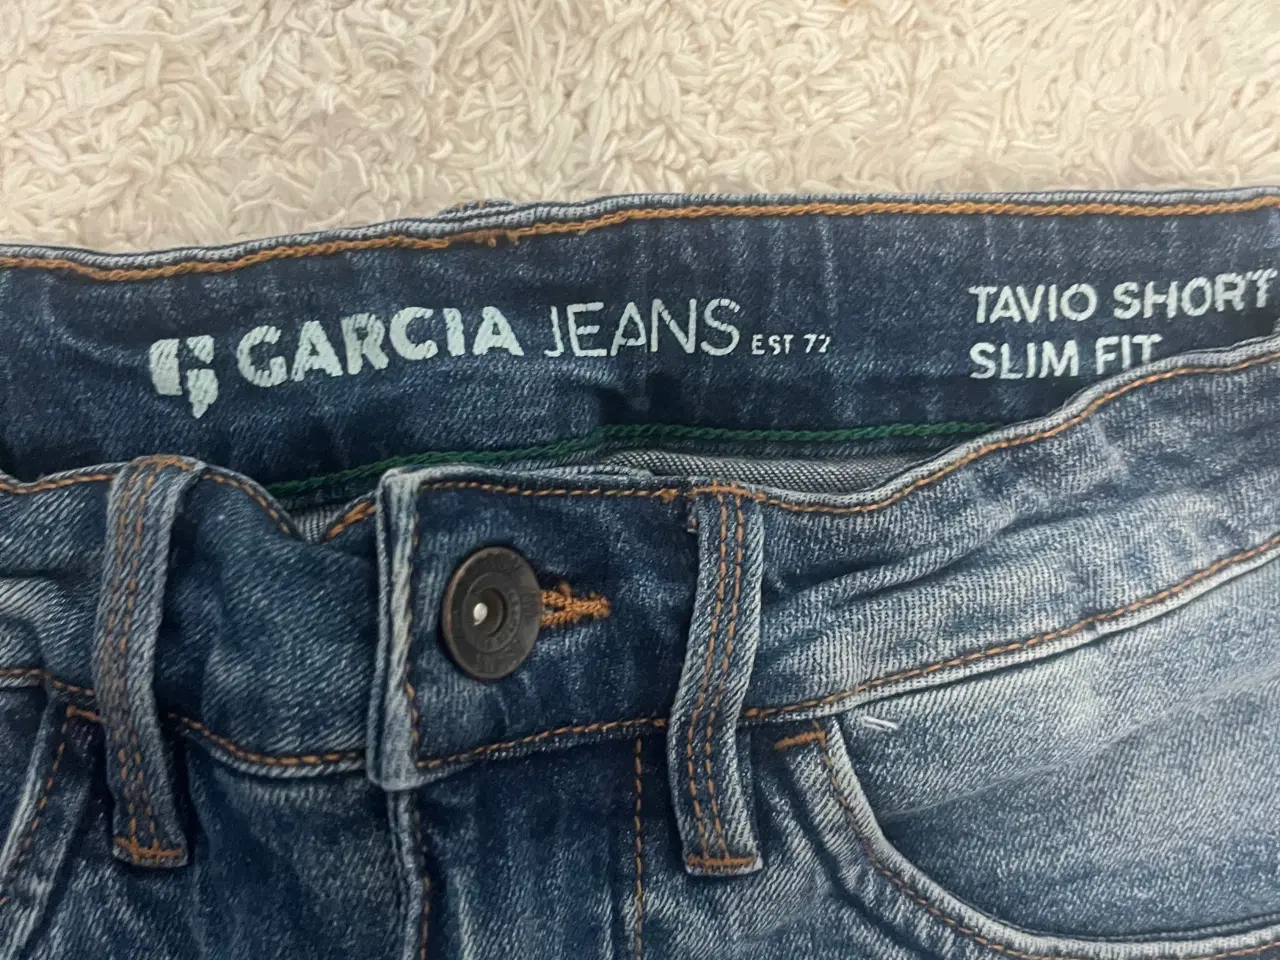 GARCIA JEANS EST 72
TAVIO SHORT
SLIM FIT